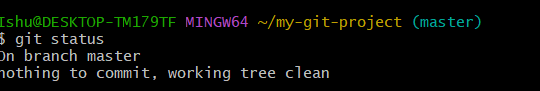 Ishu@DESKTOP-TM179TF MINGW64 ~/my-git-project (master)
$ git status
On branch master
nothing to commit, working tree clean